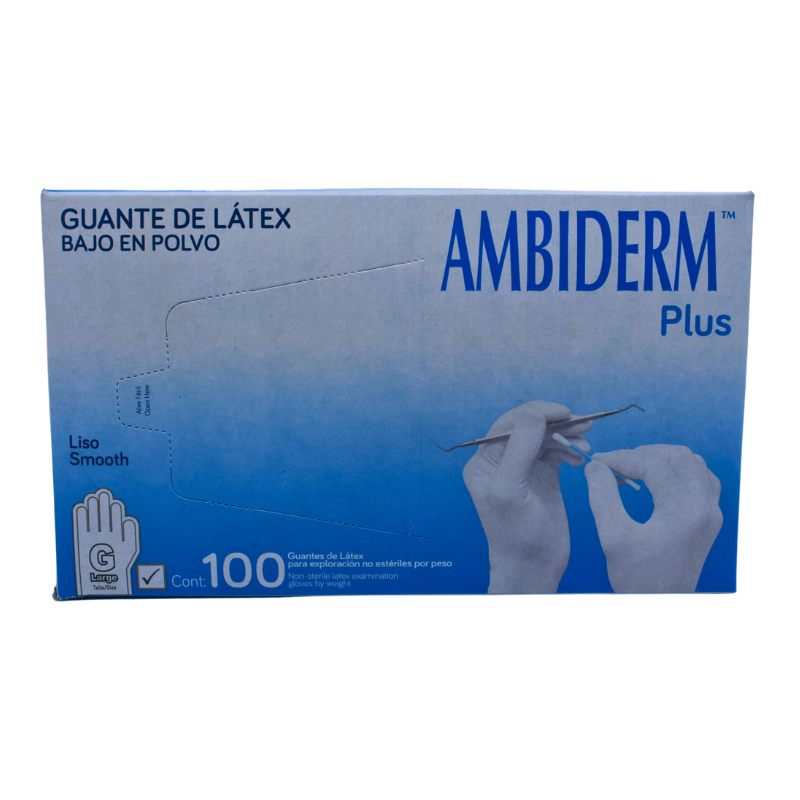 GUANTE DE LÁTEX
BAJO EN POLVO
AMBIDERM™
Plus
Abre Fácil
Open Here
Liso
Smooth
G
Large
Talla/Size
Cont: 100
Guantes de Látex
para exploración no estériles por peso
Non-sterile latex examination
gloves by weight